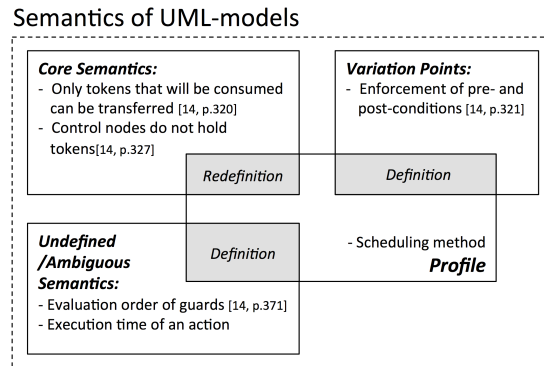 Semantics of UML-models
Core Semantics:
- Only tokens that will be consumed
can be transferred [14, p.320]
- Control nodes do not hold
tokens[14, p.327]
Variation Points:
- Enforcement of pre- and
post-conditions [14, p.321]
Redefinition
Definition
Undefined
/Ambiguous
Semantics:
- Evaluation order of guards [14, p.371]
- Execution time of an action
Definition
- Scheduling method
Profile